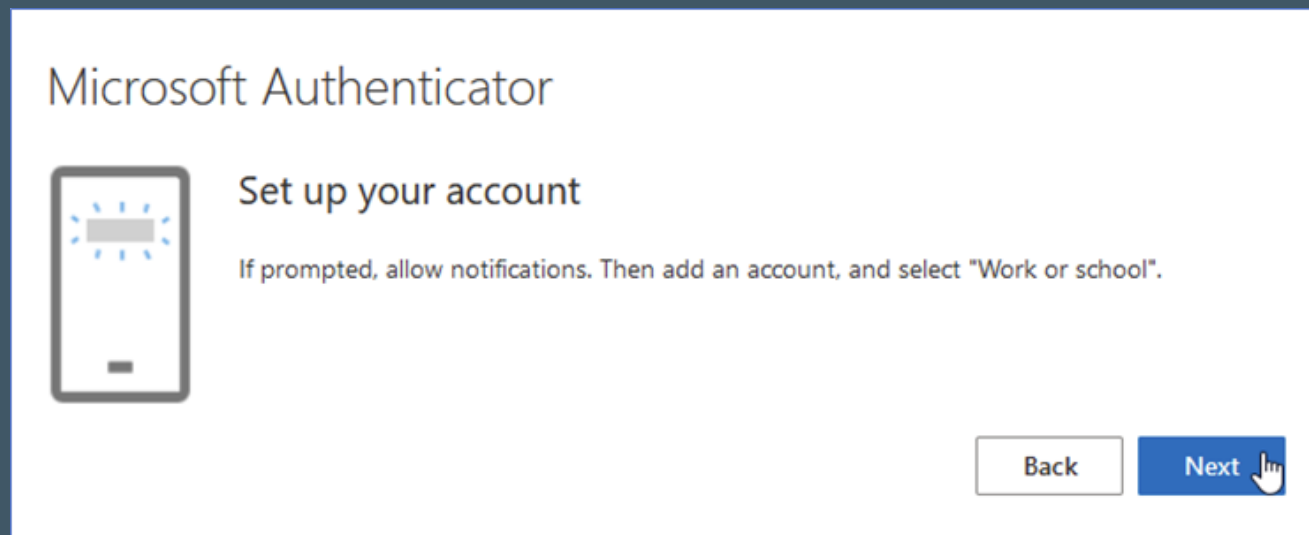 Microsoft Authenticator
Set up your account
If prompted, allow notifications. Then add an account, and select "Work or school".
Back
Next